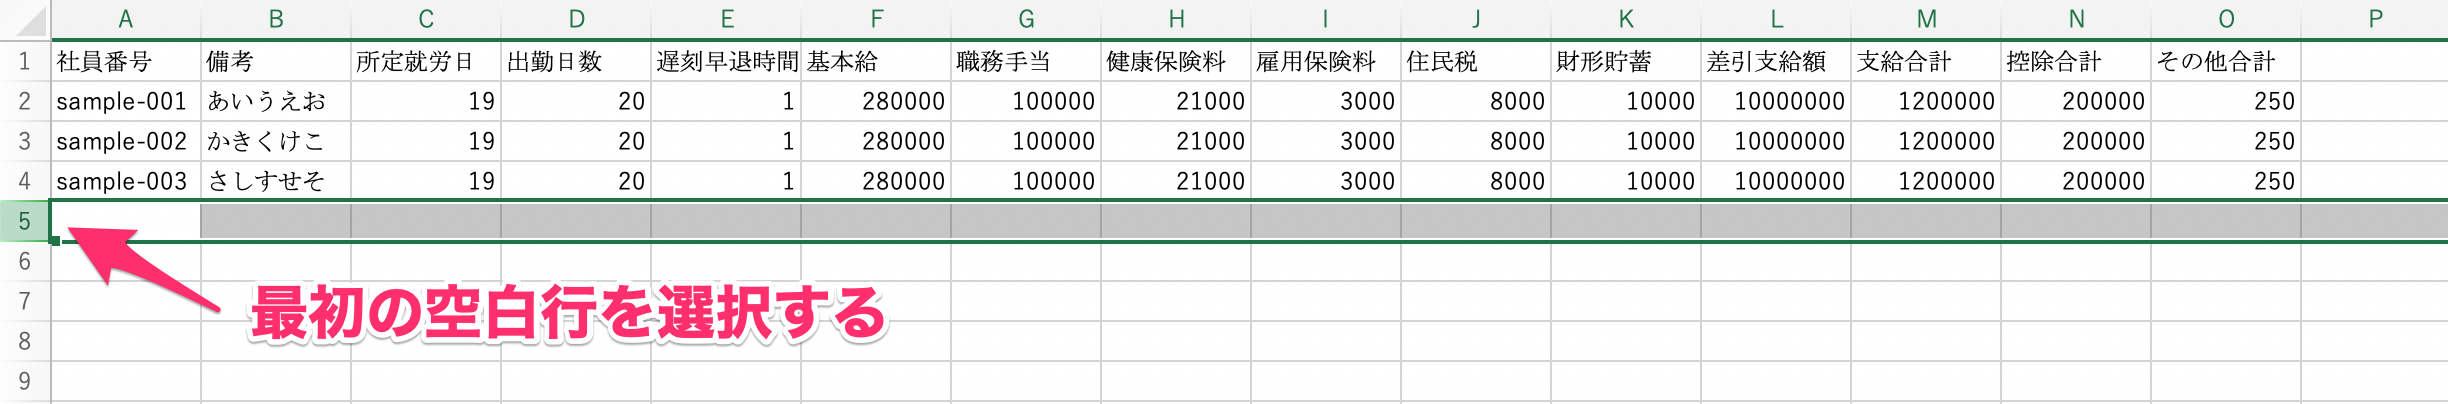 A B C D E F G H I J K L M N O P
1 社員番号 備考 所定就労日 出勤日数 遅刻早退時間 基本給 職務手当 健康保険料 雇用保険料 住民税 財形貯蓄 差引支給額 支給合計 控除合計 その他合計
2 sample-001 あいうえお 19 20 1 280000 100000 21000 3000 8000 10000 10000000 1200000 200000 250
3 sample-002 かきくけこ 19 20 1 280000 100000 21000 3000 8000 10000 10000000 1200000 200000 250
4 sample-003 さしすせそ 19 20 1 280000 100000 21000 3000 8000 10000 10000000 1200000 200000 250
5
6
7
最初の空白行を選択する
8
9